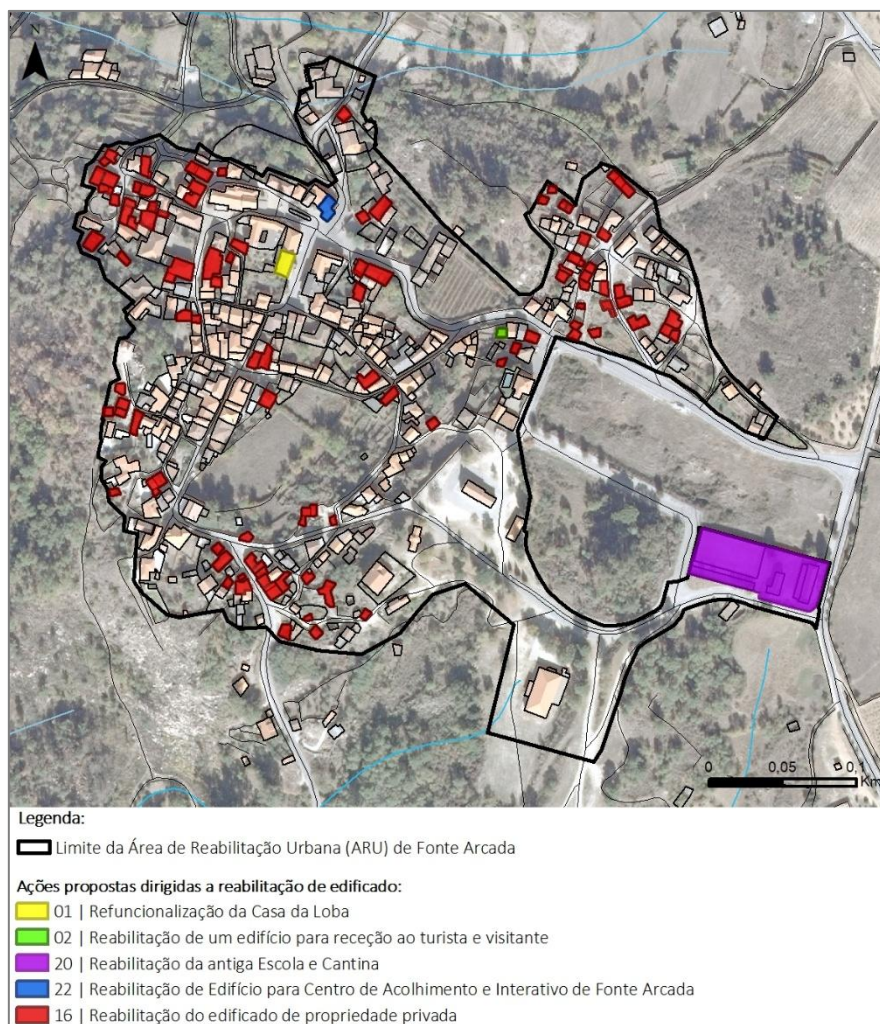 N
0 0,05 0,1
Km
Legenda:
Limite da Área de Reabilitação Urbana (ARU) de Fonte Arcada
Ações propostas dirigidas a reabilitação de edificado:
01 | Refuncionalização da Casa da Loba
02 | Reabilitação de um edifício para receção ao turista e visitante
20 | Reabilitação da antiga Escola e Cantina
22 | Reabilitação de Edifício para Centro de Acolhimento e Interativo de Fonte Arcada
16 | Reabilitação do edificado de propriedade privada